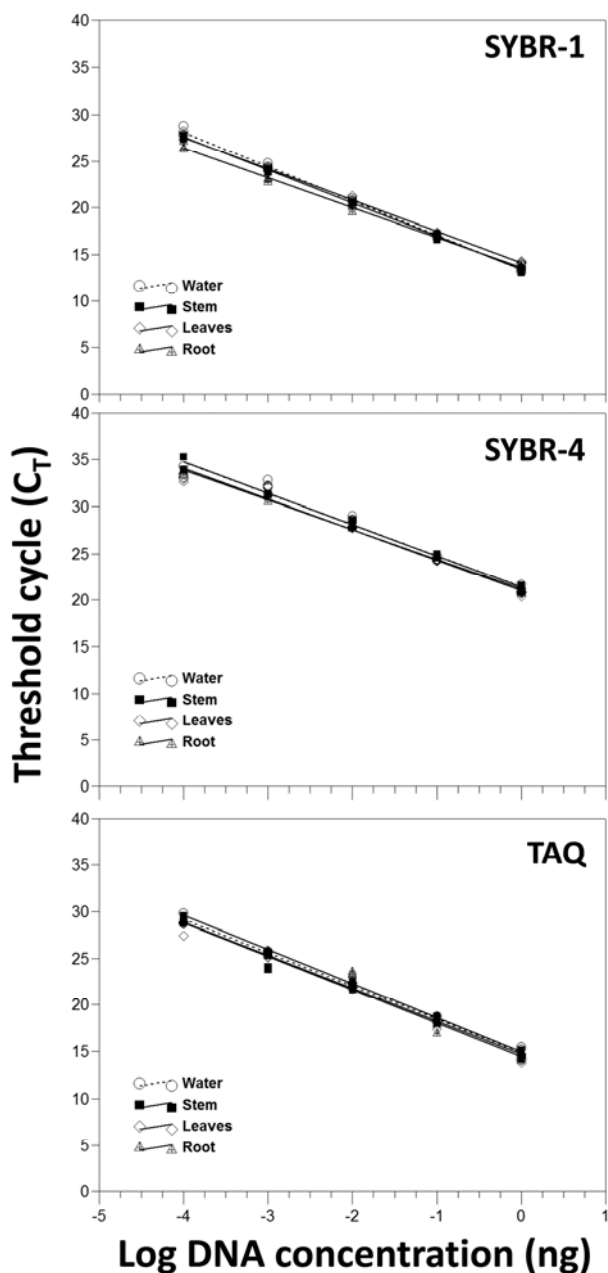 Threshold cycle (CT)
40
SYBR-1
35
30
25
20
15
10
Water
Stem
5
Leaves
Root
0
40
SYBR-4
35
30
25
20
15
10
Water
Stem
5
Leaves
Root
0
40
TAQ
35
30
25
20
15
10
Water
Stem
5
Leaves
Root
0
-5 -4 -3 -2 -1 0 1
Log DNA concentration (ng)